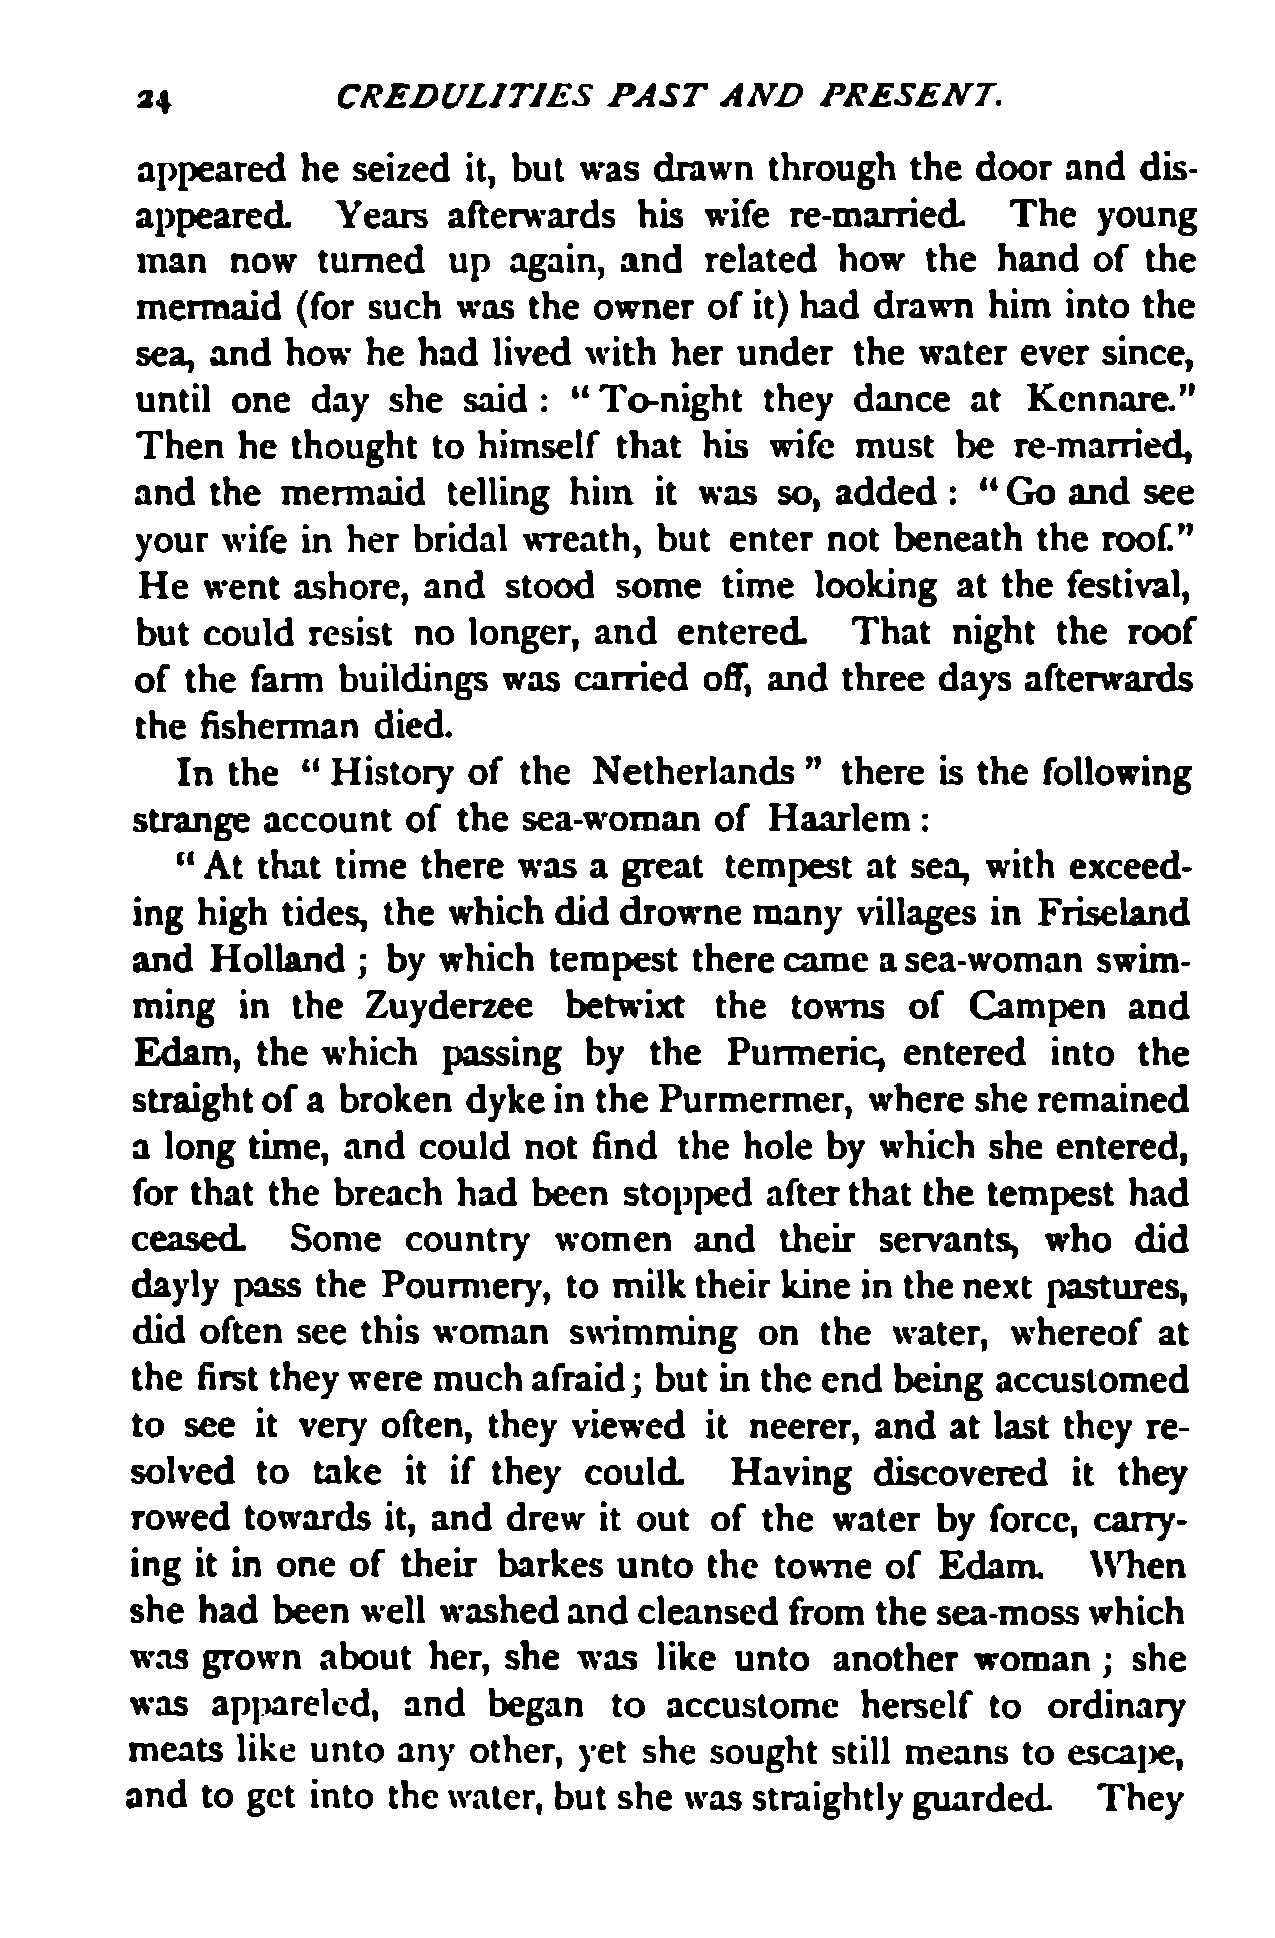 24 CREDULITIES PAST AND PRESENT.
appeared he seized it, but was drawn through the door and dis-
appeared. Years afterwards his wife re-married. The young
man now turned up again, and related how the hand of the
mermaid (for such was the owner of it) had drawn him into the
sea, and how he had lived with her under the water ever since,
until one day she said : " To-night they dance at Kennare."
Then he thought to himself that his wife must be re-married,
and the mermaid telling him it was so, added : " Go and see
your wife in her bridal wreath, but enter not beneath the roof."
He went ashore, and stood some time looking at the festival,
but could resist no longer, and entered. That night the roof
of the farm buildings was carried off, and three days afterwards
the fisherman died.
In the " History of the Netherlands " there is the following
strange account of the sea-woman of Haarlem :
" At that time there was a great tempest at sea, with exceed-
ing high tides, the which did drowne many villages in Friseland
and Holland ; by which tempest there came a sea-woman swim-
ming in the Zuyderzee betwixt the towns of Campen and
Edam, the which passing by the Purmeric, entered into the
straight of a broken dyke in the Purmermer, where she remained
a long time, and could not find the hole by which she entered,
for that the breach had been stopped after that the tempest had
ceased. Some country women and their servants, who did
dayly pass the Pourmery, to milk their kine in the next pastures,
did often see this woman swimming on the water, whereof at
the first they were much afraid ; but in the end being accustomed
to see it very often, they viewed it neerer, and at last they re-
solved to take it if they could. Having discovered it they
rowed towards it, and drew it out of the water by force, carry-
ing it in one of their barkes unto the towne of Edam. When
she had been well washed and cleansed from the sea-moss which
was grown about her, she was like unto another woman ; she
was appareled, and began to accustome herself to ordinary
meats like unto any other, yet she sought still means to escape,
and to get into the water, but she was straightly guarded. They